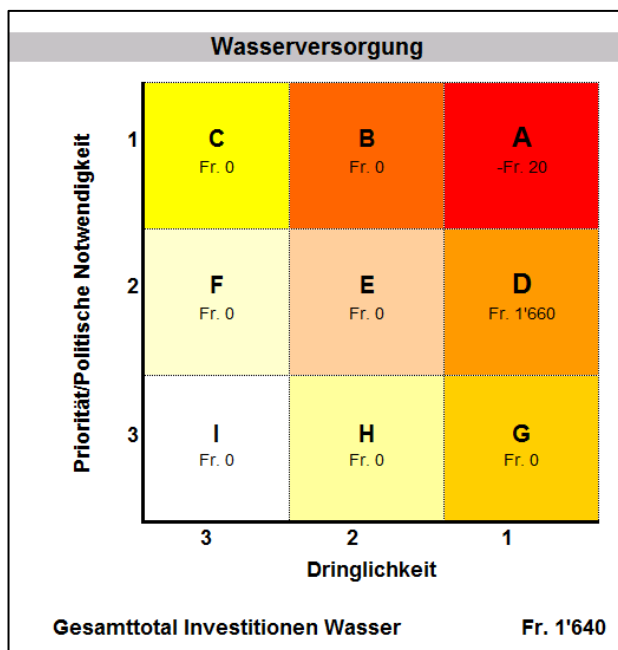 Wasserversorgung
Priorität/Politische Notwendigkeit
1
C
B
A
Fr. 0
Fr. 0
-Fr. 20
2
F
E
D
Fr. 0
Fr. 0
Fr. 1'660
3
I
H
G
Fr. 0
Fr. 0
Fr. 0
3
2
1
Dringlichkeit
Gesamttotal Investitionen Wasser Fr. 1'640